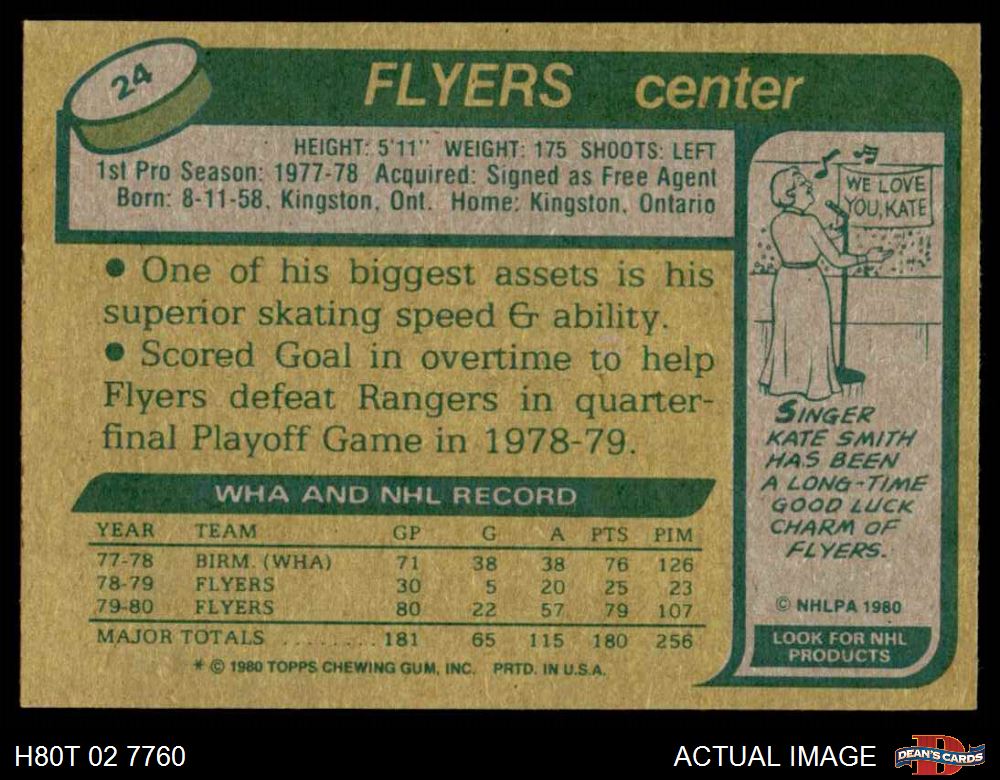 24
FLYERS center
HEIGHT: 5'11" WEIGHT: 175 SHOOTS: LEFT
1st Pro Season: 1977-78 Acquired: Signed as Free Agent
Born: 8-11-58, Kingston, Ont. Home: Kingston, Ontario
• One of his biggest assets is his
superior skating speed & ability.
• Scored Goal in overtime to help
Flyers defeat Rangers in quarter-
final Playoff Game in 1978-79.
WHA AND NHL RECORD
YEAR TEAM GP G A PTS PIM
77-78 BIRM. (WHA) 71 38 38 76 126
78-79 FLYERS 30 5 20 25 23
79-80 FLYERS 80 22 57 79 107
MAJOR TOTALS .......... 181 65 115 180 256
* © 1980 TOPPS CHEWING GUM, INC. PRTD. IN U.S.A.
WE LOVE
YOU, KATE
SINGER
KATE SMITH
HAS BEEN
A LONG-TIME
GOOD LUCK
CHARM OF
FLYERS.
© NHLPA 1980
LOOK FOR NHL
PRODUCTS
H80T 02 7760
ACTUAL IMAGE
D
DEAN'S CARDS